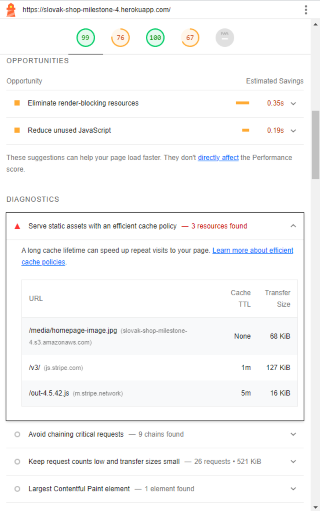 https://slovak-shop-milestone-4.herokuapp.com/
99 76 100 67
OPPORTUNITIES
Opportunity Estimated Savings
Eliminate render-blocking resources 0.35s
Reduce unused JavaScript 0.19s
These suggestions can help your page load faster. They don't directly affect the Performance
score.
DIAGNOSTICS
Serve static assets with an efficient cache policy — 3 resources found
A long cache lifetime can speed up repeat visits to your page. Learn more about efficient
cache policies.
URL Cache TTL Transfer Size
/media/homepage-image.jpg (slovak-shop-milestone-
4.s3.amazonaws.com) None 68 KiB
/v3/ (js.stripe.com) 1m 127 KiB
/out-4.5.42.js (m.stripe.network) 5m 16 KiB
Avoid chaining critical requests — 9 chains found
Keep request counts low and transfer sizes small — 26 requests • 521 KiB
Largest Contentful Paint element — 1 element found